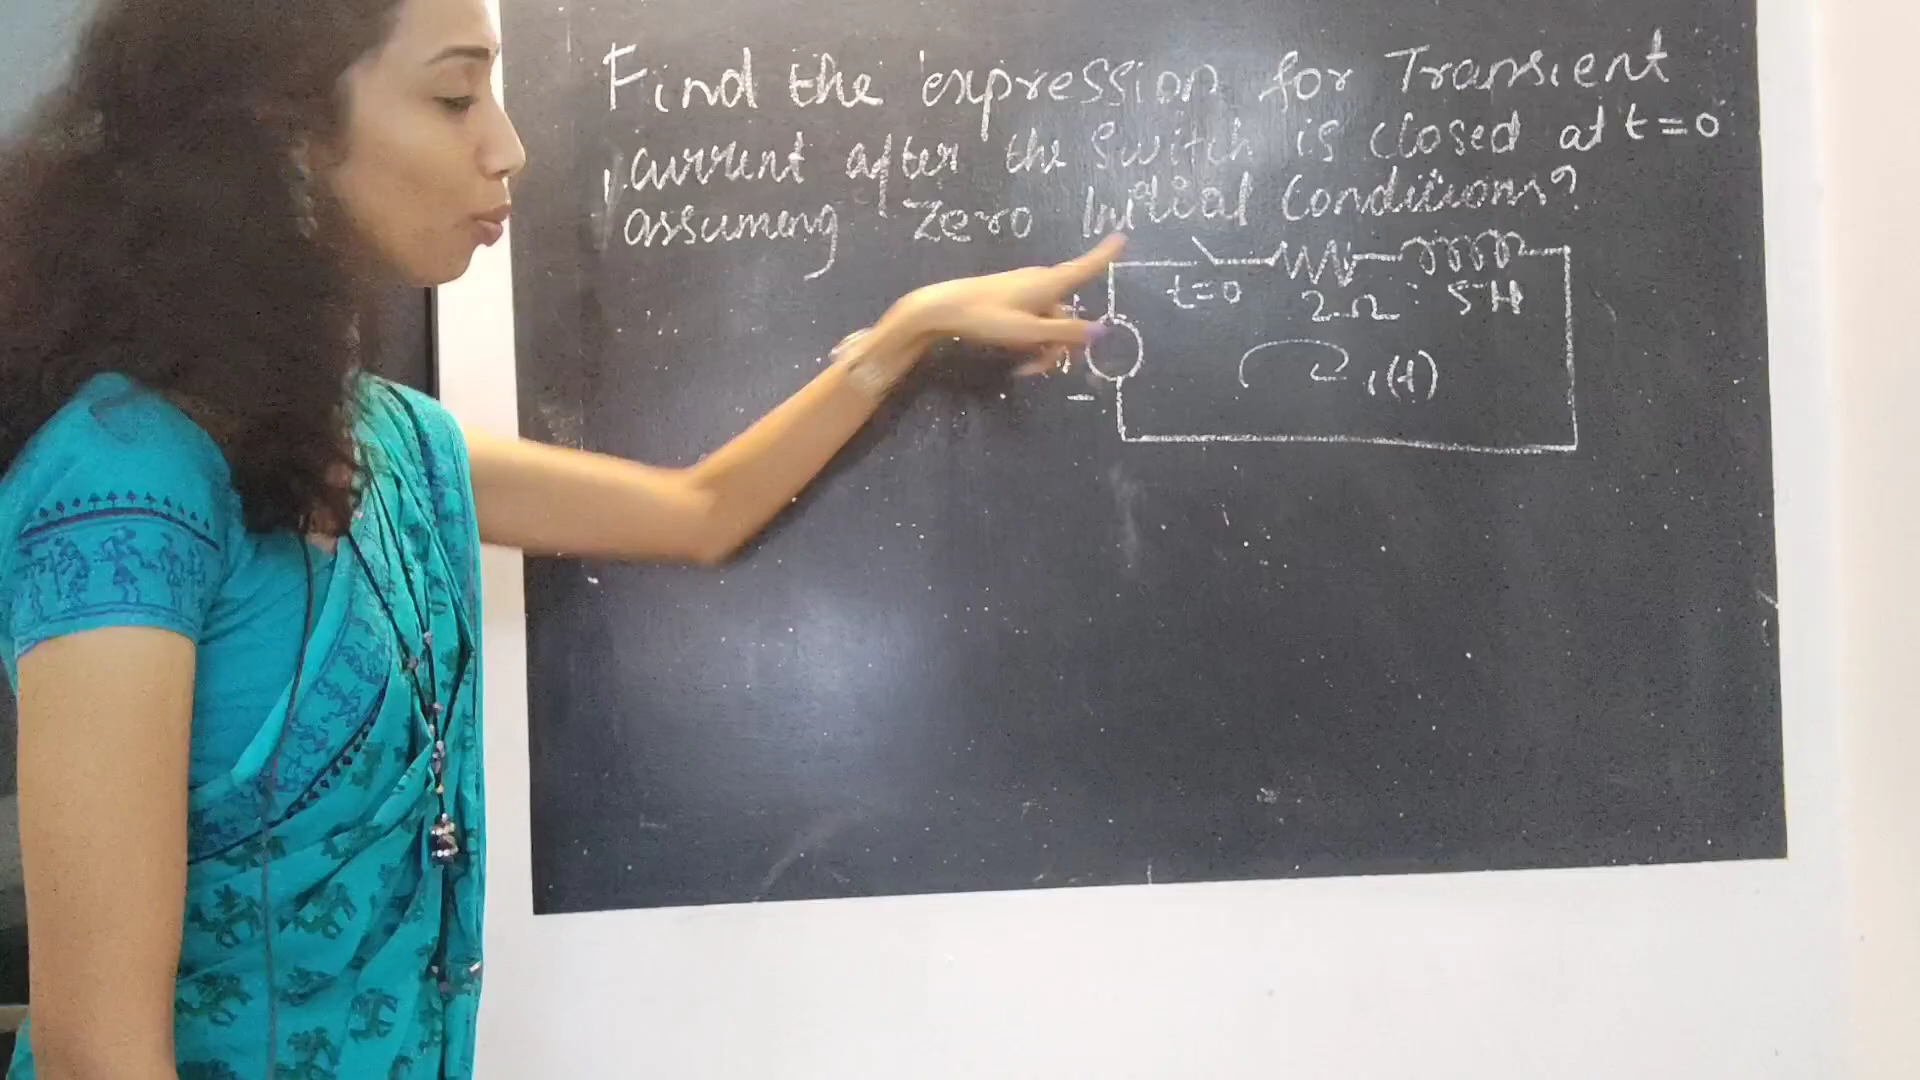 Find the expression for Transient
current after the switch is closed at t=0
assuming Zero Initial Conditions?
t=0
2Ω
5H
+
i(t)
−